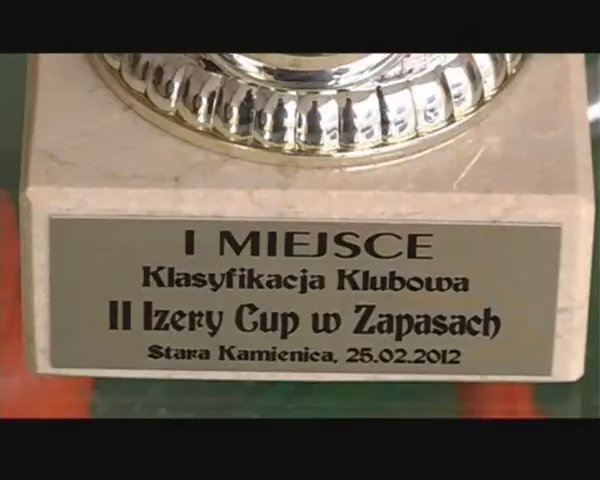 I MIEJSCE
Klasyfikacja Klubowa
II Izery Cup w Zapasach
Stara Kamienica, 25.02.2012